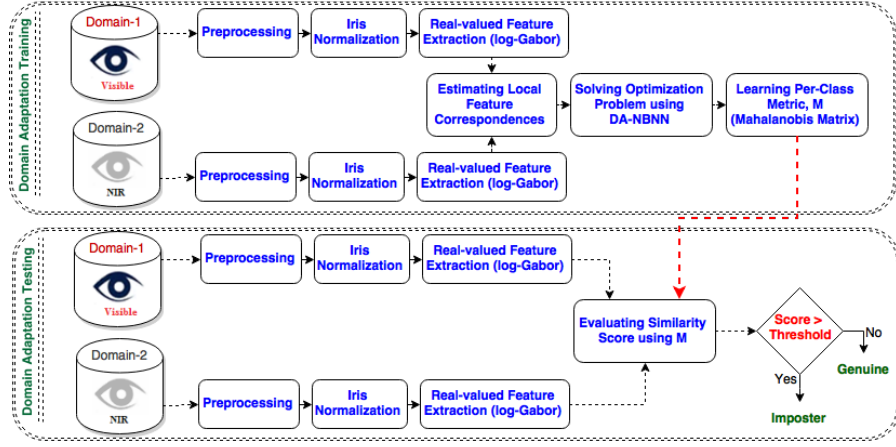 Domain Adaptation Training
Domain-1
Visible
Preprocessing
Iris
Normalization
Real-valued Feature
Extraction (log-Gabor)
Estimating Local
Feature
Correspondences
Solving Optimization
Problem using
DA-NBNN
Learning Per-Class
Metric, M
(Mahalanobis Matrix)
Domain-2
NIR
Preprocessing
Iris
Normalization
Real-valued Feature
Extraction (log-Gabor)
Domain Adaptation Testing
Domain-1
Visible
Preprocessing
Iris
Normalization
Real-valued Feature
Extraction (log-Gabor)
Evaluating Similarity
Score using M
Score >
Threshold
No
Genuine
Yes
Imposter
Domain-2
NIR
Preprocessing
Iris
Normalization
Real-valued Feature
Extraction (log-Gabor)